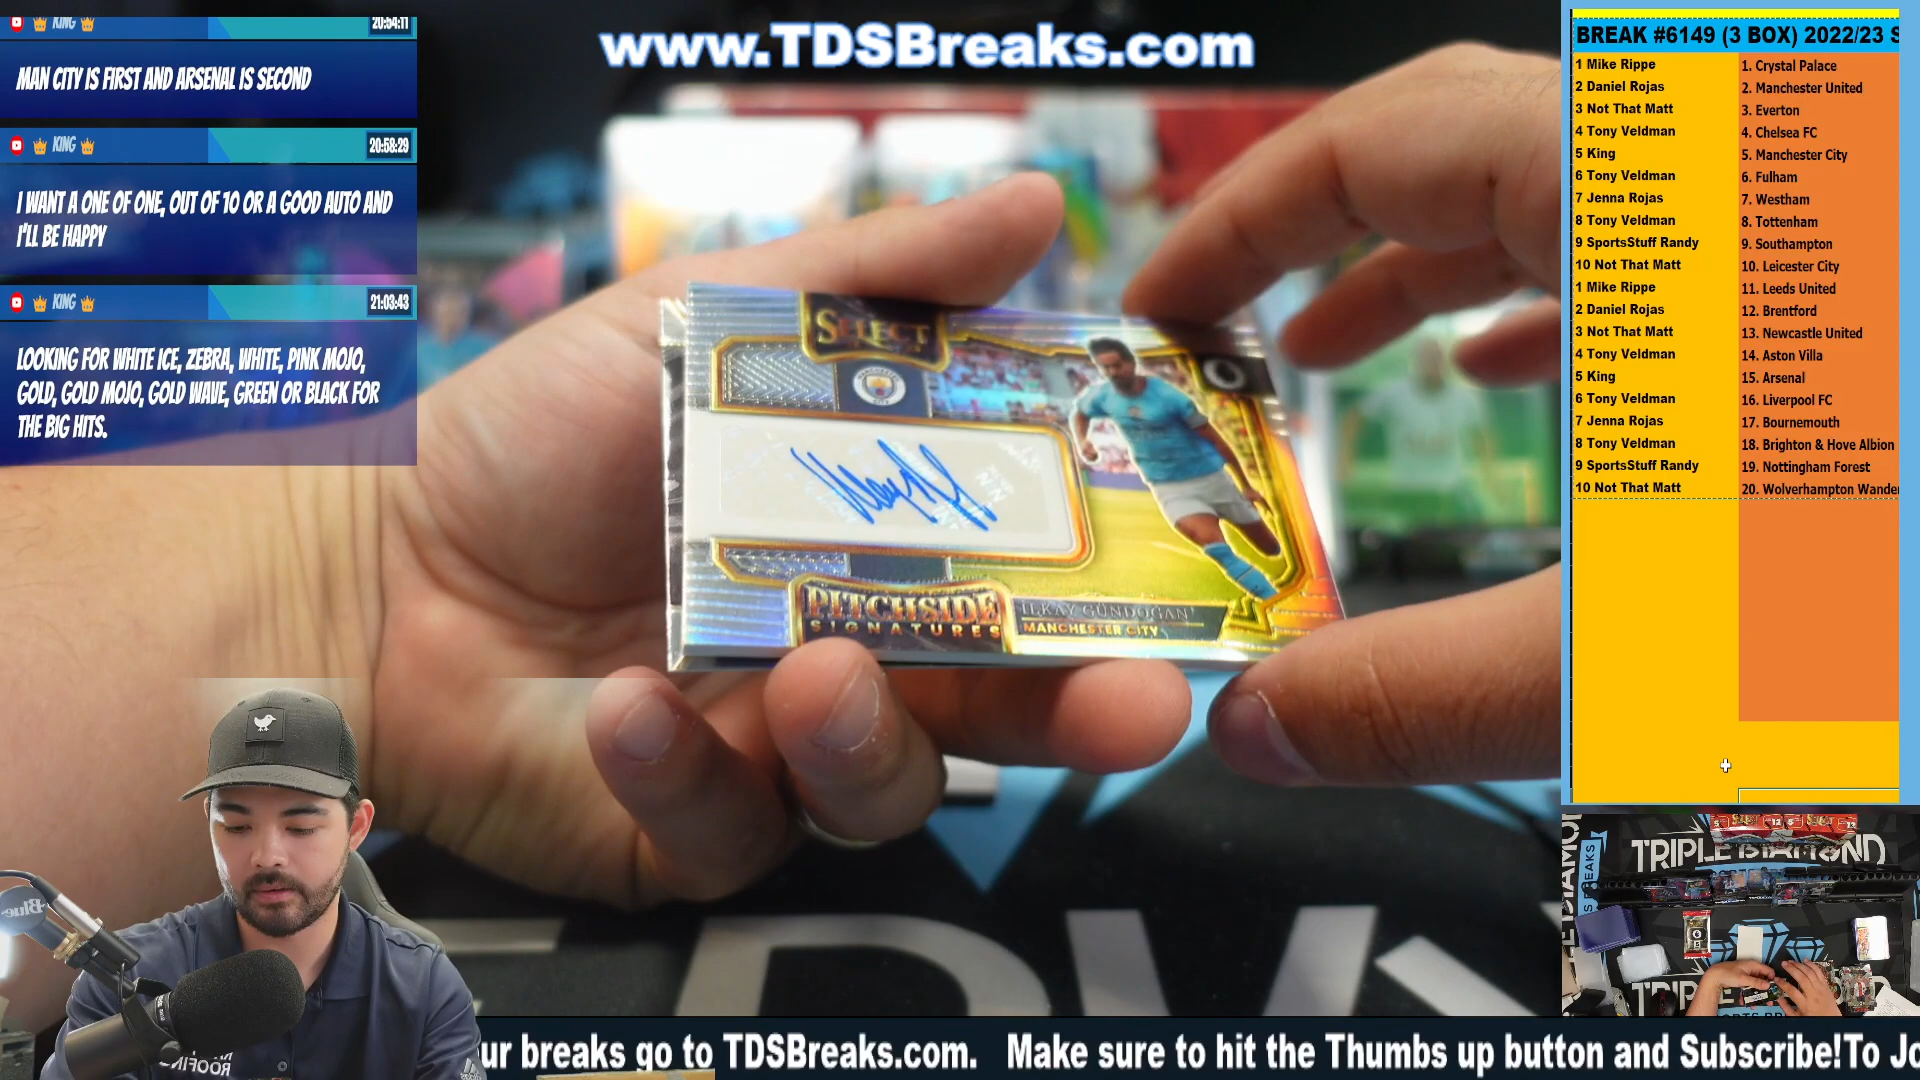 KING
20:54:11
MAN CITY IS FIRST AND ARSENAL IS SECOND
KING
20:58:29
I WANT A ONE OF ONE, OUT OF 10 OR A GOOD AUTO AND
I'LL BE HAPPY
KING
21:03:43
LOOKING FOR WHITE ICE, ZEBRA, WHITE, PINK MOJO,
GOLD, GOLD MOJO, GOLD WAVE, GREEN OR BLACK FOR
THE BIG HITS.
www.TDSBreaks.com
SELECT
PITCHSIDE
SIGNATURES
ILKAY GÜNDOGAN
MANCHESTER CITY
BREAK #6149 (3 BOX) 2022/23 S
1 Mike Rippe 1. Crystal Palace
2 Daniel Rojas 2. Manchester United
3 Not That Matt 3. Everton
4 Tony Veldman 4. Chelsea FC
5 King 5. Manchester City
6 Tony Veldman 6. Fulham
7 Jenna Rojas 7. Westham
8 Tony Veldman 8. Tottenham
9 SportsStuff Randy 9. Southampton
10 Not That Matt 10. Leicester City
1 Mike Rippe 11. Leeds United
2 Daniel Rojas 12. Brentford
3 Not That Matt 13. Newcastle United
4 Tony Veldman 14. Aston Villa
5 King 15. Arsenal
6 Tony Veldman 16. Liverpool FC
7 Jenna Rojas 17. Bournemouth
8 Tony Veldman 18. Brighton & Hove Albion
9 SportsStuff Randy 19. Nottingham Forest
10 Not That Matt 20. Wolverhampton Wande
TRIPLE DIAMOND
Blue
ROOFIN
ur breaks go to TDSBreaks.com. Make sure to hit the Thumbs up button and Subscribe!To Jo